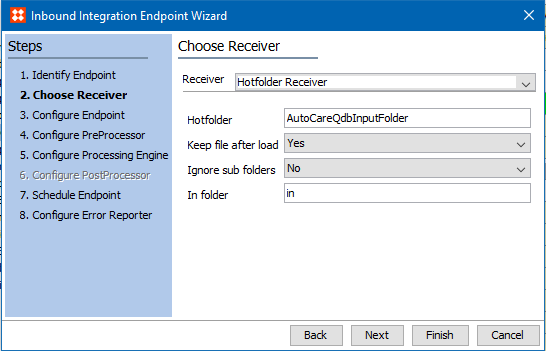 Inbound Integration Endpoint Wizard
Steps
1. Identify Endpoint
2. Choose Receiver
3. Configure Endpoint
4. Configure PreProcessor
5. Configure Processing Engine
6. Configure PostProcessor
7. Schedule Endpoint
8. Configure Error Reporter
Choose Receiver
Receiver Hotfolder Receiver
Hotfolder AutoCareQdbInputFolder
Keep file after load Yes
Ignore sub folders No
In folder in
Back Next Finish Cancel